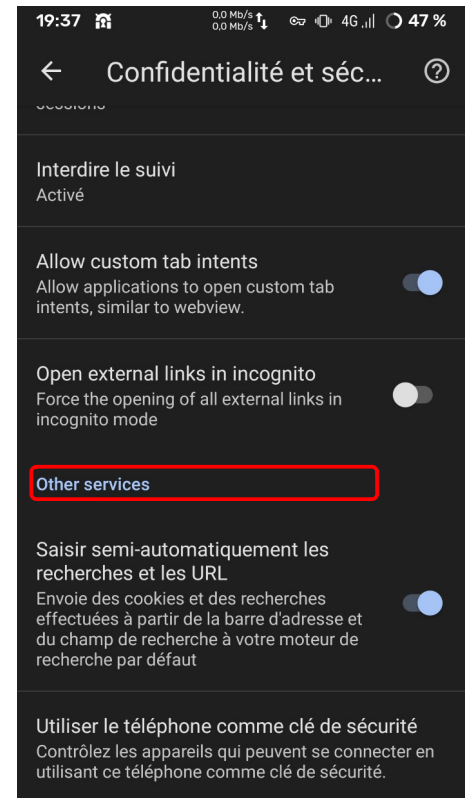 19:37 0,0 Mb/s 0,0 Mb/s 4G 47 %
Confidentialité et séc...
sessions
Interdire le suivi
Activé
Allow custom tab intents
Allow applications to open custom tab
intents, similar to webview.
Open external links in incognito
Force the opening of all external links in
incognito mode
Other services
Saisir semi-automatiquement les
recherches et les URL
Envoie des cookies et des recherches
effectuées à partir de la barre d'adresse et
du champ de recherche à votre moteur de
recherche par défaut
Utiliser le téléphone comme clé de sécurité
Contrôlez les appareils qui peuvent se connecter en
utilisant ce téléphone comme clé de sécurité.